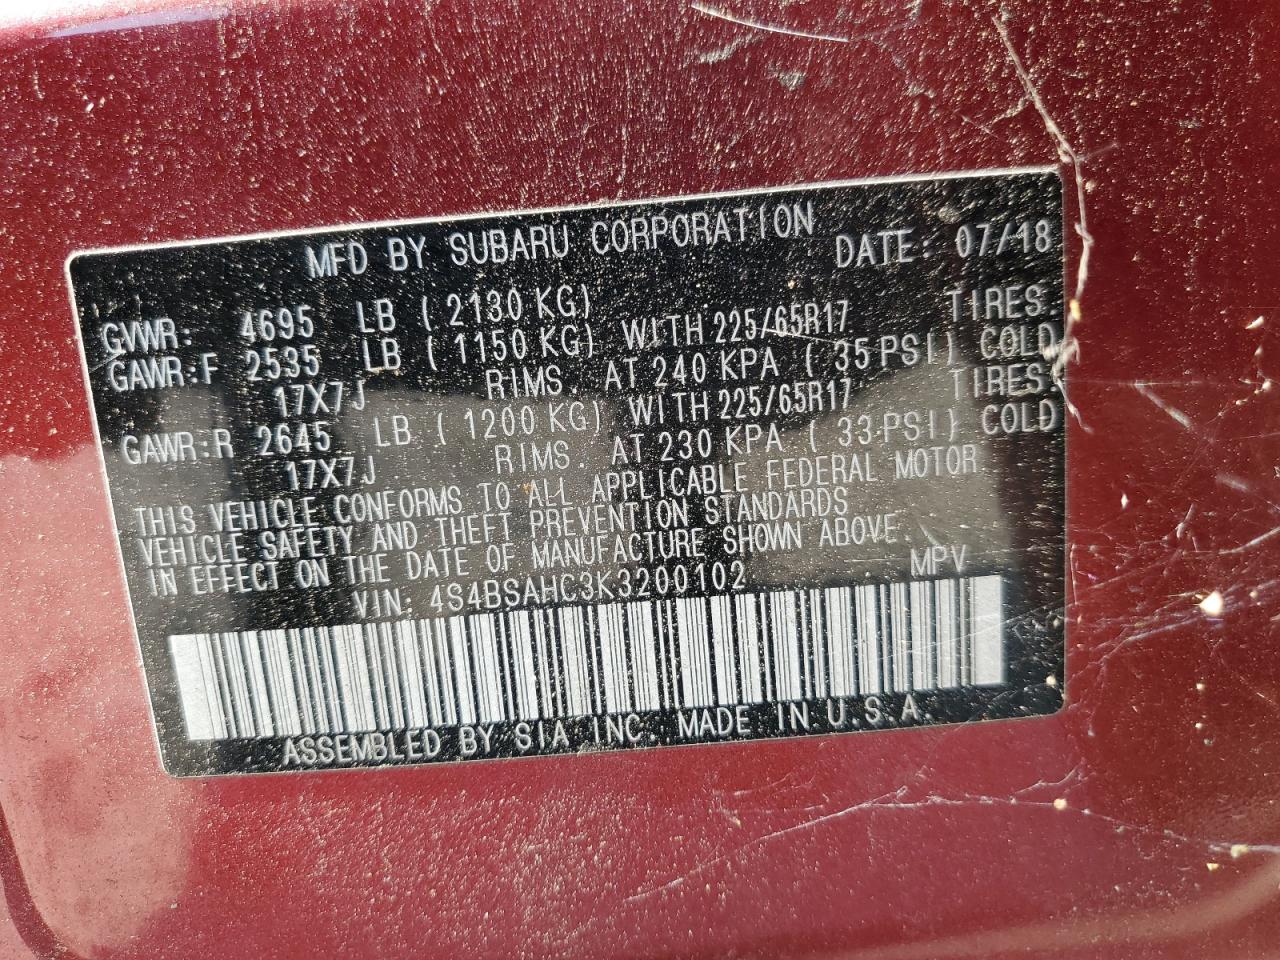 MFD BY SUBARU CORPORATION DATE: 07/18
GVWR: 4695 LB ( 2130 KG)
GAWR:F 2535 LB ( 1150 KG) WITH 225/65R17 TIRES.
17X7J RIMS. AT 240 KPA ( 35 PSI) COLD
GAWR:R 2645 LB ( 1200 KG) WITH 225/65R17 TIRES.
17X7J RIMS. AT 230 KPA ( 33 PSI) COLD
THIS VEHICLE CONFORMS TO ALL APPLICABLE FEDERAL MOTOR
VEHICLE SAFETY AND THEFT PREVENTION STANDARDS
IN EFFECT ON THE DATE OF MANUFACTURE SHOWN ABOVE.
VIN: 4S4BSAHC3K3200102 MPV
ASSEMBLED BY SIA INC. MADE IN U.S.A.